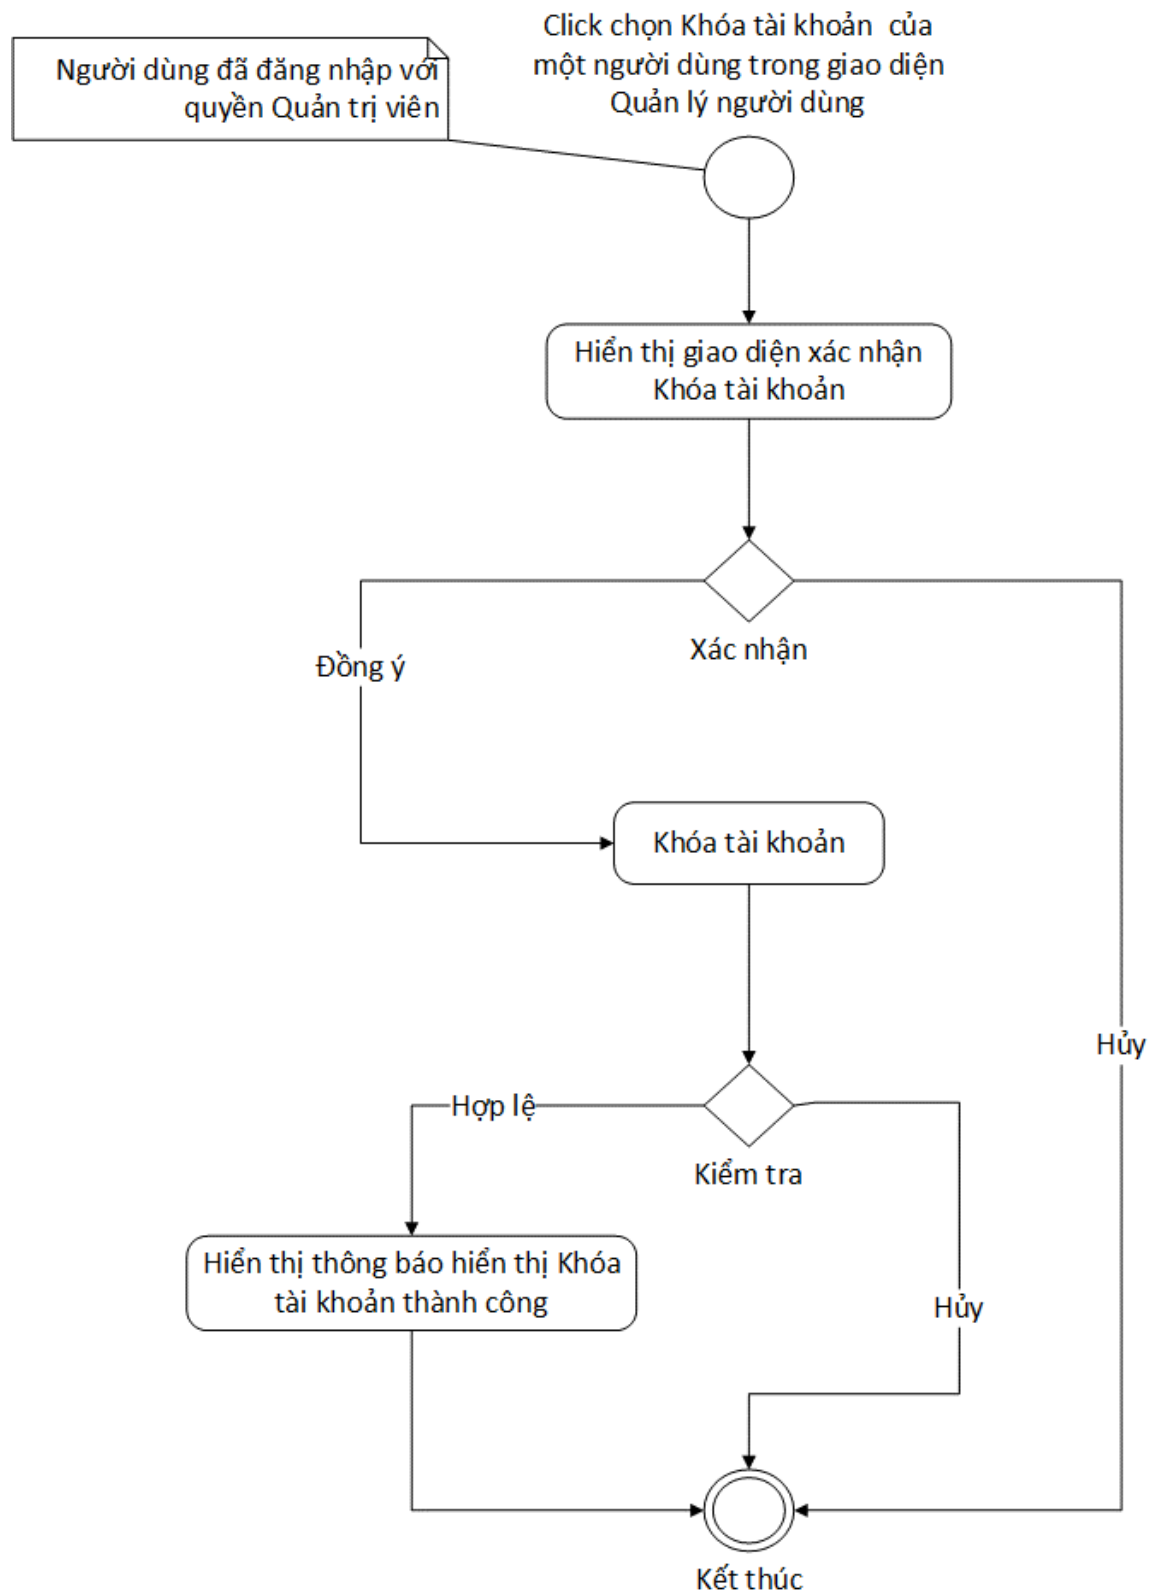 Click chọn Khóa tài khoản của
một người dùng trong giao diện
Quản lý người dùng
Người dùng đã đăng nhập với
quyền Quản trị viên
Hiển thị giao diện xác nhận
Khóa tài khoản
Xác nhận
Đồng ý
Khóa tài khoản
Hủy
Hợp lệ
Kiểm tra
Hiển thị thông báo hiển thị Khóa
tài khoản thành công
Hủy
Kết thúc